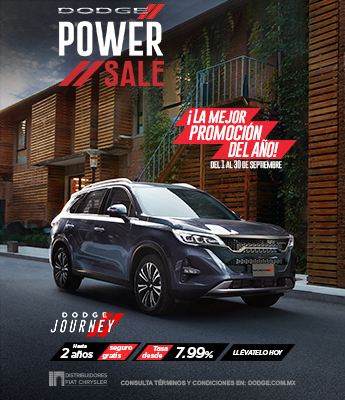 DODGE
POWER
SALE
¡LA MEJOR
PROMOCIÓN
DEL AÑO!
DEL 1 AL 30 DE SEPTIEMBRE
DODGE
JOURNEY
Hasta
2 años
seguro
gratis
Tasa
desde
7.99%
LLÉVATELO HOY
DISTRIBUIDORES
FIAT CHRYSLER
CONSULTA TÉRMINOS Y CONDICIONES EN: DODGE.COM.MX